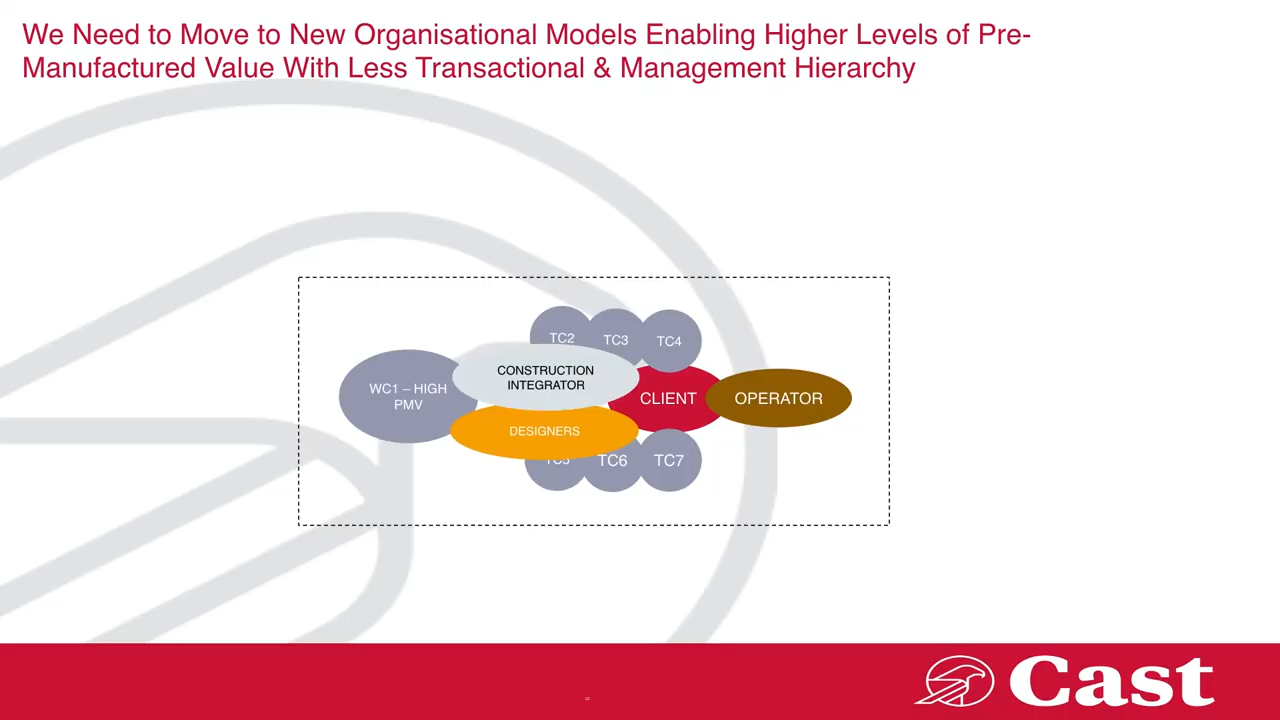 We Need to Move to New Organisational Models Enabling Higher Levels of Pre-
Manufactured Value With Less Transactional & Management Hierarchy
TC2
TC3
TC4
CONSTRUCTION
INTEGRATOR
WC1 – HIGH
PMV
CLIENT
OPERATOR
DESIGNERS
TC5
TC6
TC7
Cast